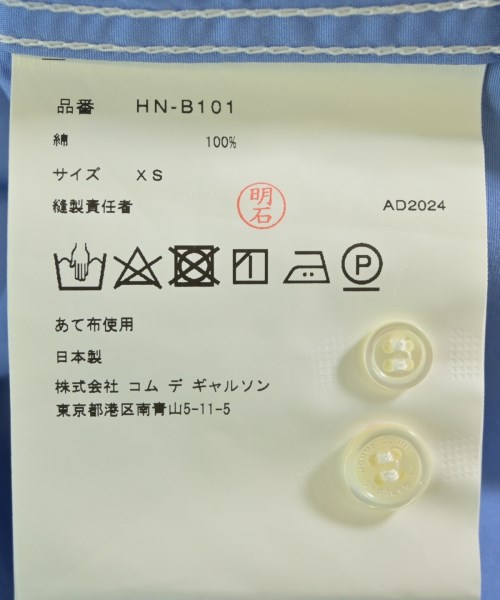 品番 HN-B101
綿 100%
サイズ XS
縫製責任者 明石 AD2024
P
あて布使用
日本製
株式会社 コム デ ギャルソン
東京都港区南青山5-11-5